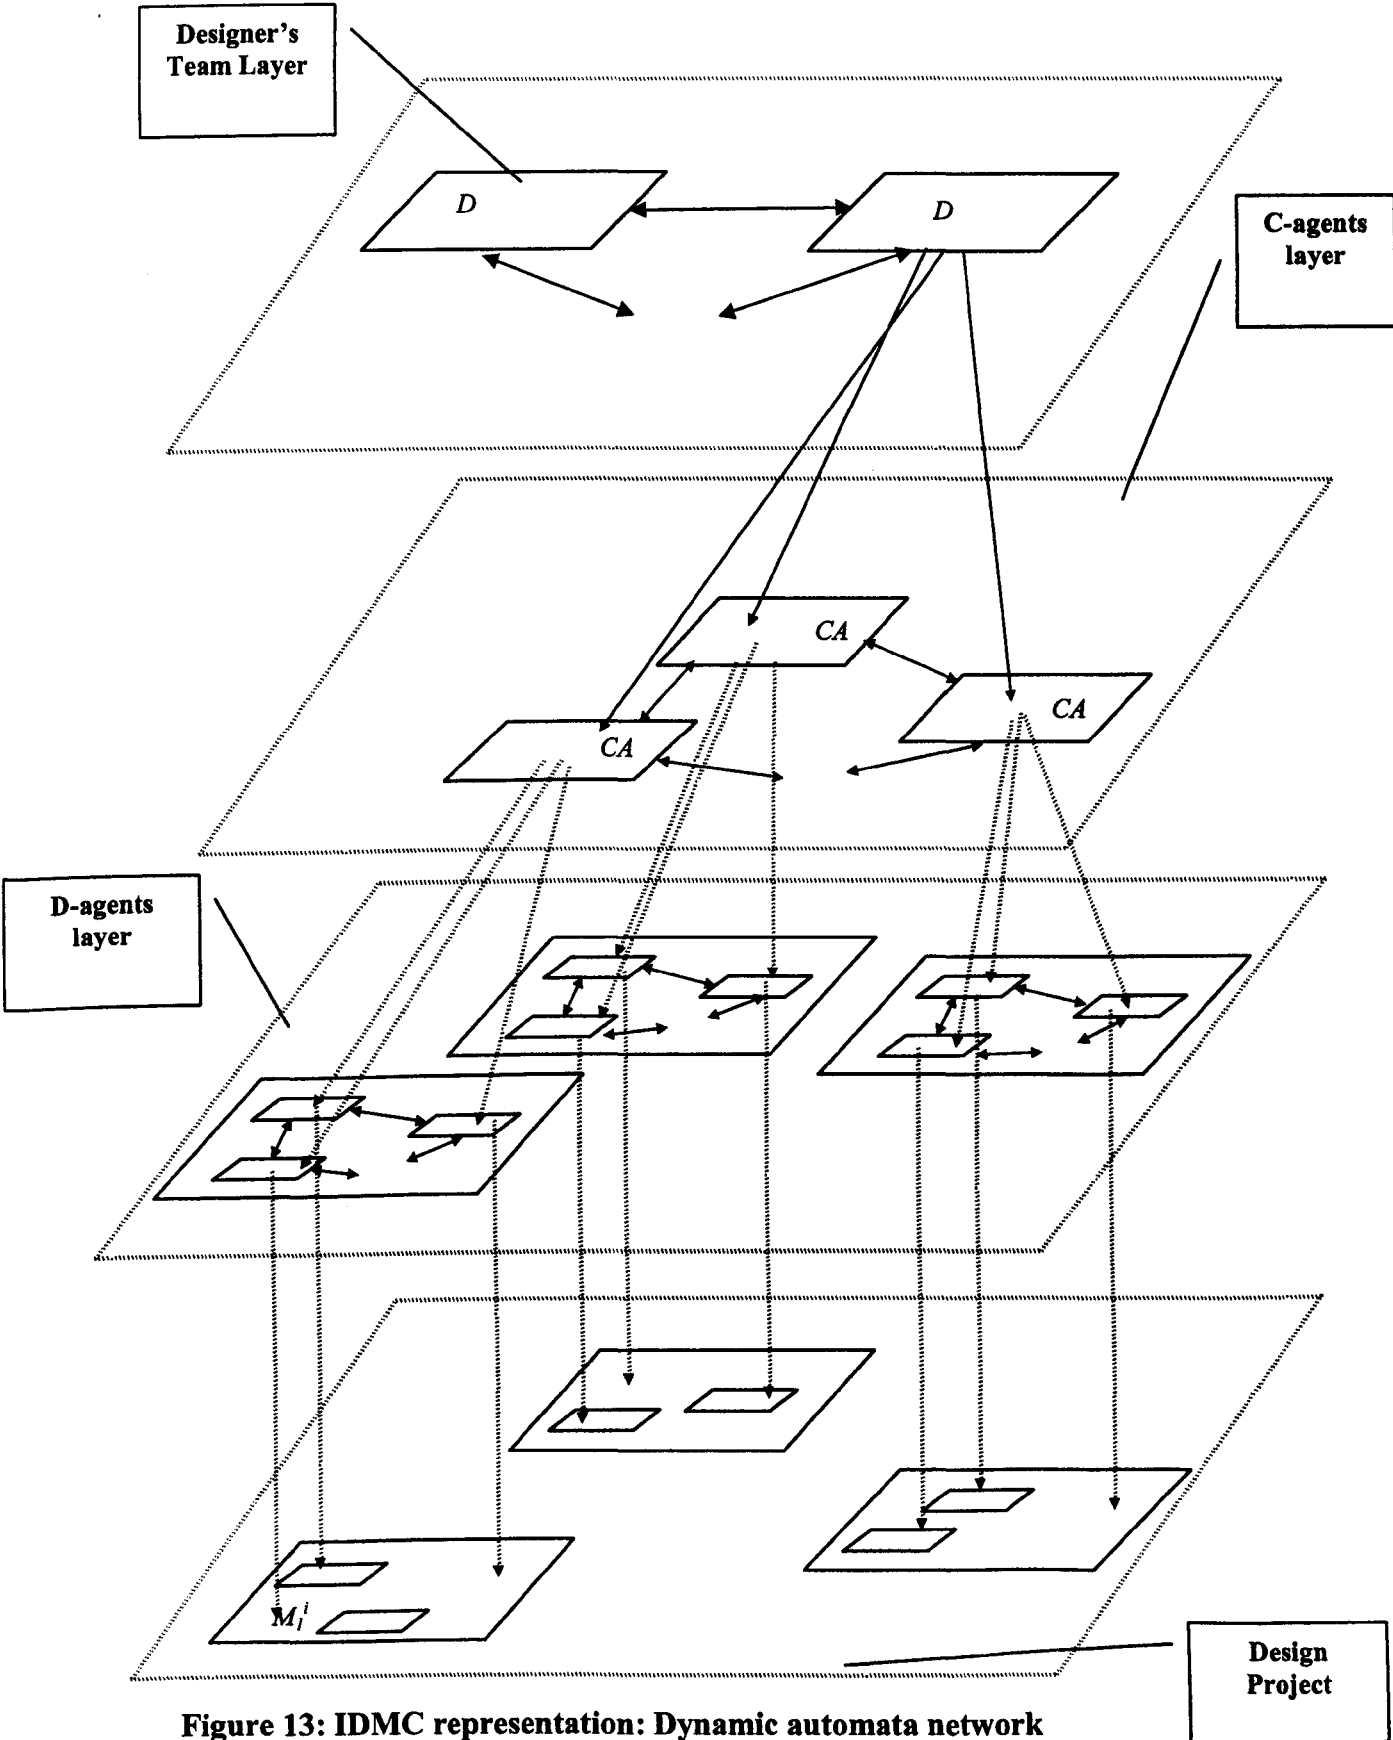 Designer's
Team Layer
D
D
C-agents
layer
CA
CA
CA
D-agents
layer
M_l^i
Design
Project
Figure 13: IDMC representation: Dynamic automata network